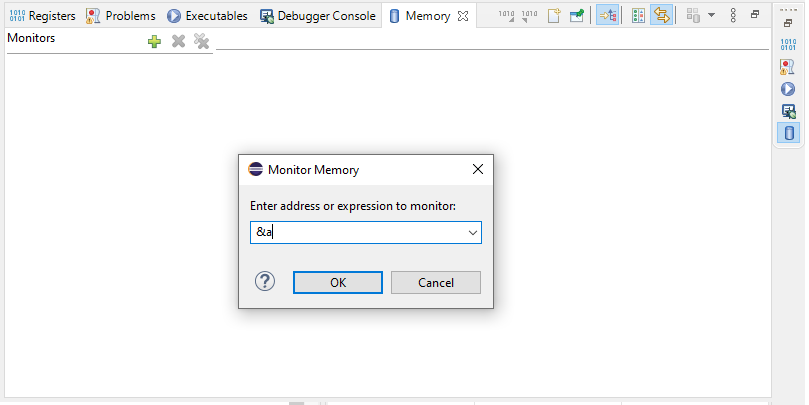 Registers Problems Executables Debugger Console Memory
Monitors
Monitor Memory
Enter address or expression to monitor:
&a
OK Cancel